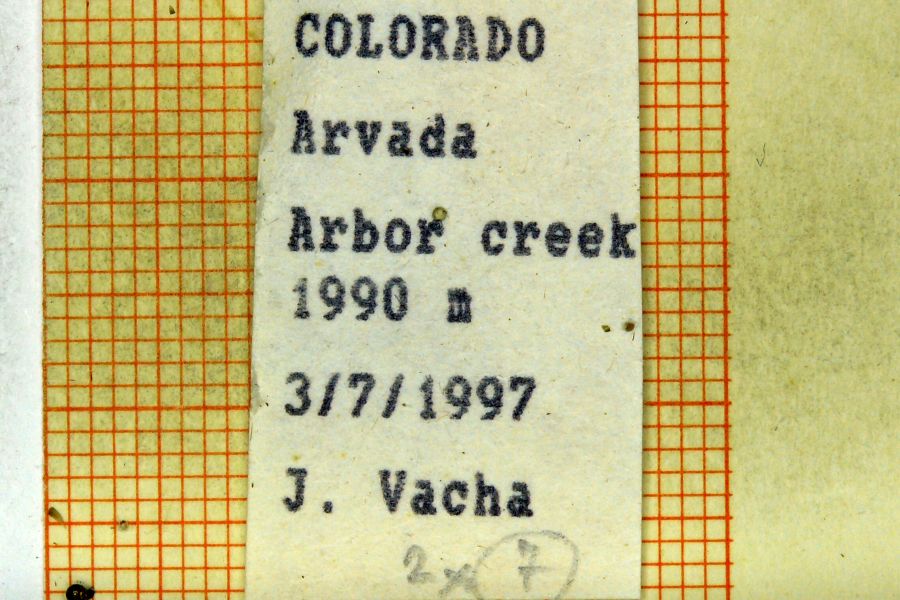 COLORADO
Arvada
Arbor creek
1990 m
3/7/1997
J. Vacha
2x 7